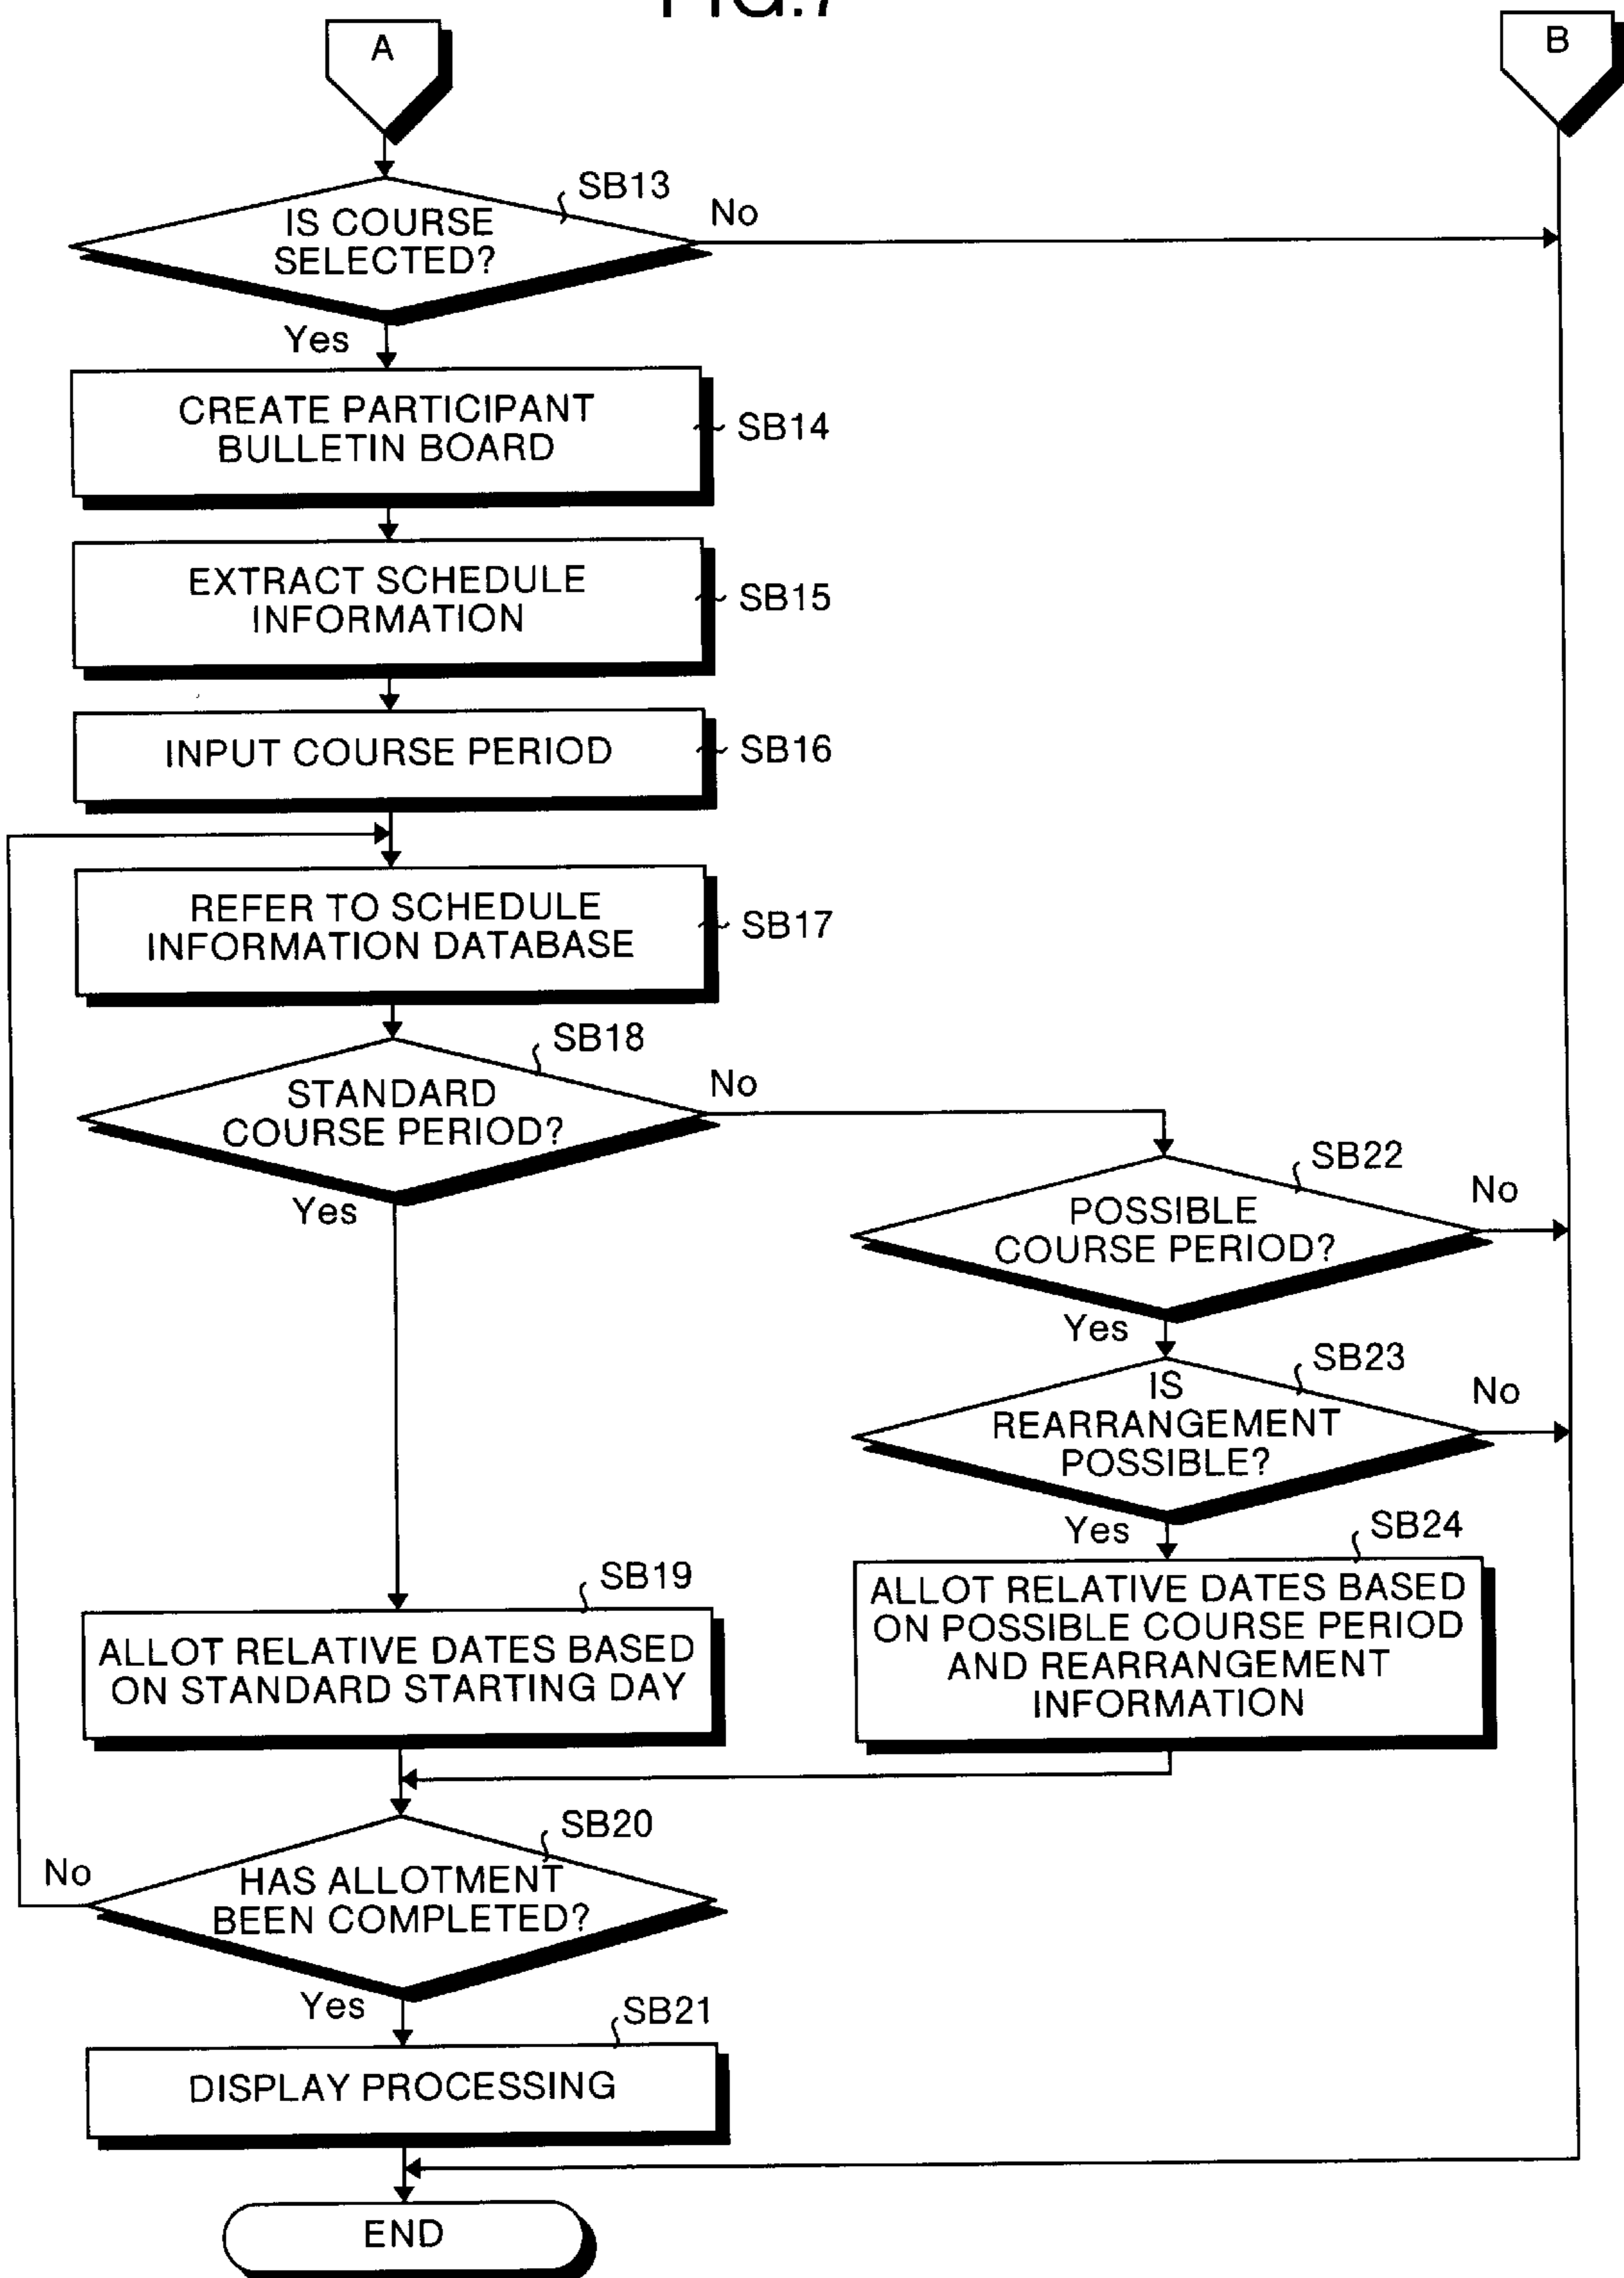 FIG.7
A
B
SB13
No
IS COURSE
SELECTED?
Yes
CREATE PARTICIPANT
BULLETIN BOARD
SB14
EXTRACT SCHEDULE
INFORMATION
SB15
INPUT COURSE PERIOD
SB16
REFER TO SCHEDULE
INFORMATION DATABASE
SB17
SB18
No
STANDARD
COURSE PERIOD?
Yes
SB22
No
POSSIBLE
COURSE PERIOD?
Yes
SB23
No
IS
REARRANGEMENT
POSSIBLE?
Yes
SB24
ALLOT RELATIVE DATES BASED
ON POSSIBLE COURSE PERIOD
AND REARRANGEMENT
INFORMATION
SB19
ALLOT RELATIVE DATES BASED
ON STANDARD STARTING DAY
SB20
No
HAS ALLOTMENT
BEEN COMPLETED?
Yes
SB21
DISPLAY PROCESSING
END